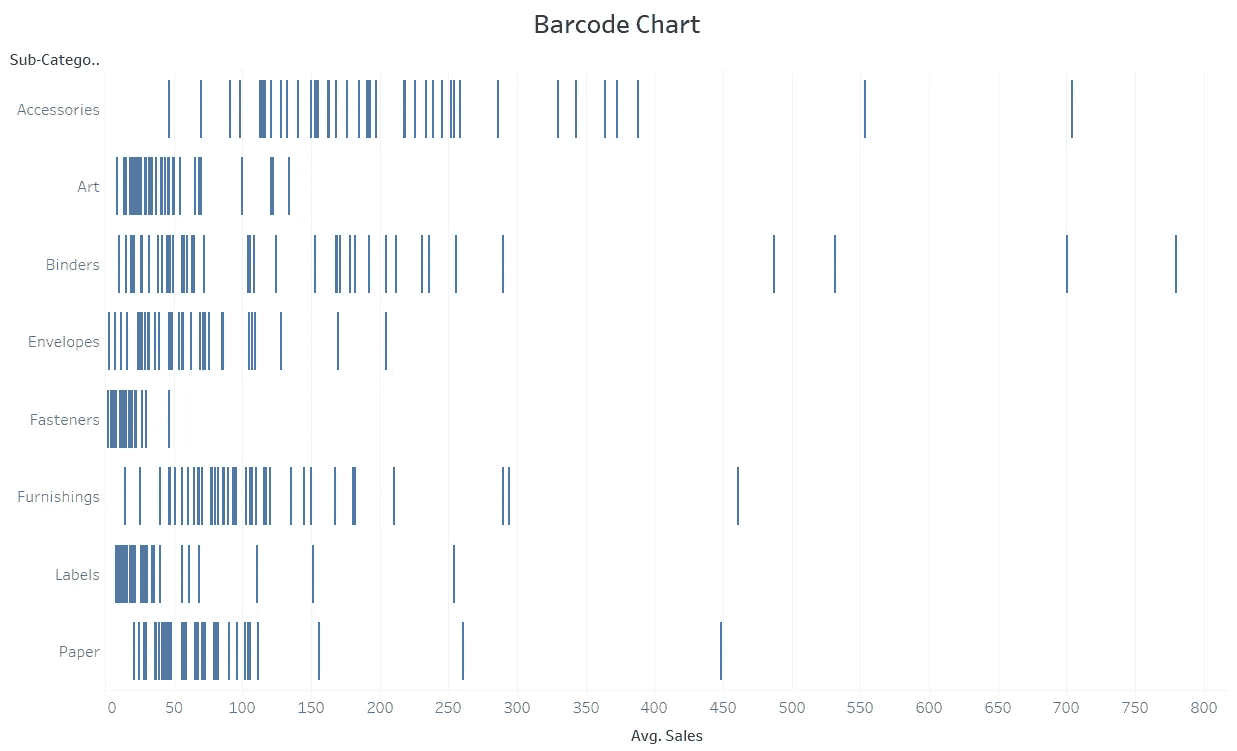 Barcode Chart
Sub-Catego..
Accessories
Art
Binders
Envelopes
Fasteners
Furnishings
Labels
Paper
0 50 100 150 200 250 300 350 400 450 500 550 600 650 700 750 800
Avg. Sales